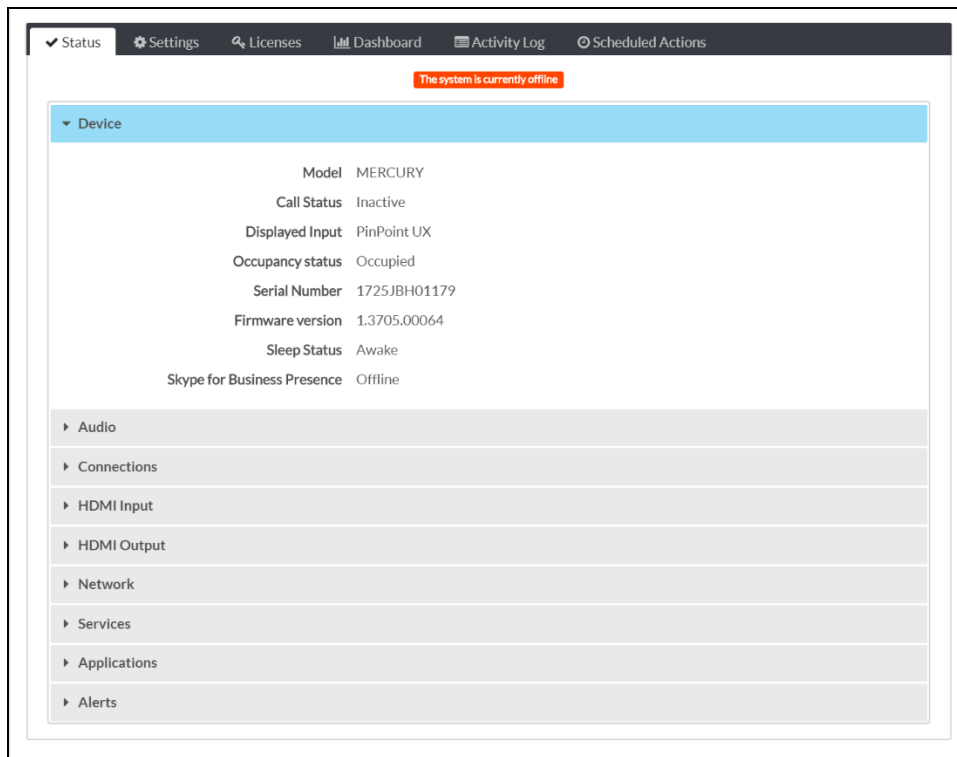 Status Settings Licenses Dashboard Activity Log Scheduled Actions
The system is currently offline
Device
Model MERCURY
Call Status Inactive
Displayed Input PinPoint UX
Occupancy status Occupied
Serial Number 1725JBH01179
Firmware version 1.3705.00064
Sleep Status Awake
Skype for Business Presence Offline
Audio
Connections
HDMI Input
HDMI Output
Network
Services
Applications
Alerts